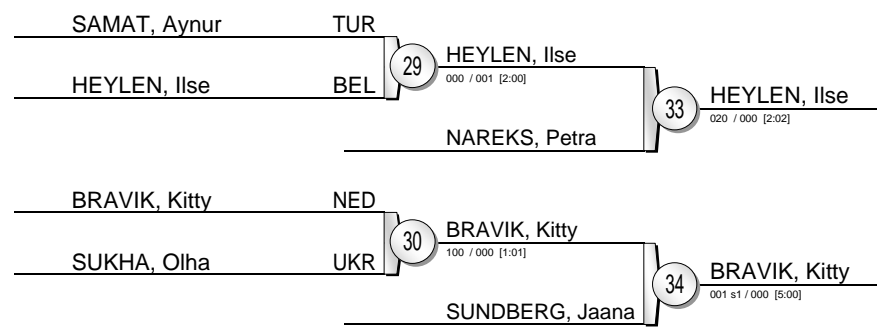 SAMAT, Aynur TUR
29
HEYLEN, Ilse
000 / 001 [2:00]
HEYLEN, Ilse BEL
33
HEYLEN, Ilse
020 / 000 [2:02]
NAREKS, Petra
BRAVIK, Kitty NED
30
BRAVIK, Kitty
100 / 000 [1:01]
SUKHA, Olha UKR
34
BRAVIK, Kitty
001 s1 / 000 [5:00]
SUNDBERG, Jaana